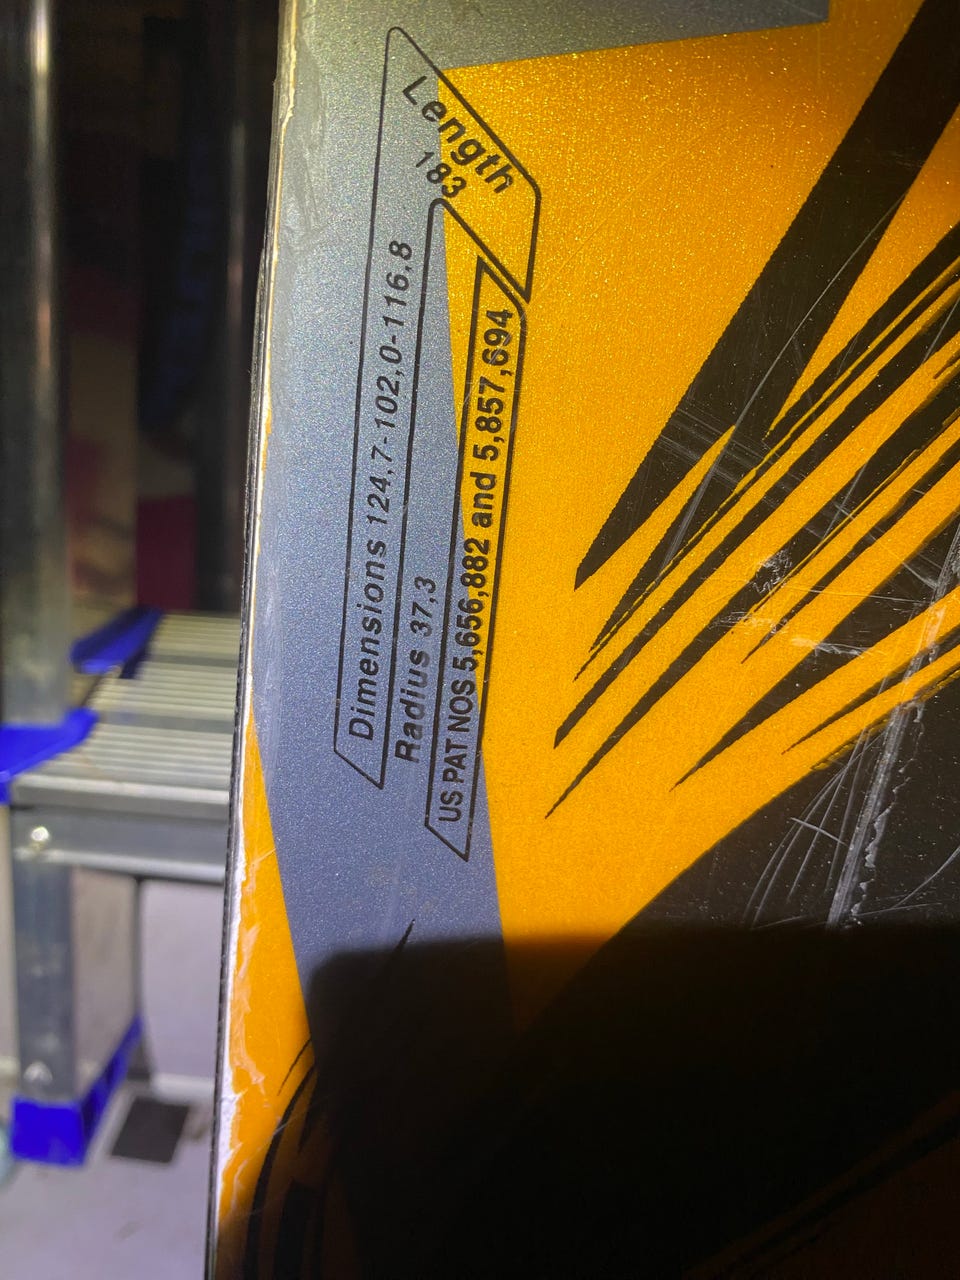 Length
183
Dimensions 124,7-102,0-116,8
Radius 37,3
US PAT NOS 5,656,882 and 5,857,694